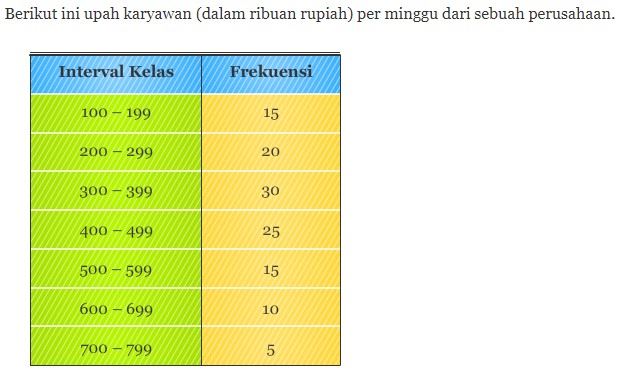 Berikut ini upah karyawan (dalam ribuan rupiah) per minggu dari sebuah perusahaan.
Interval Kelas Frekuensi
100 – 199 15
200 – 299 20
300 – 399 30
400 – 499 25
500 – 599 15
600 – 699 10
700 – 799 5